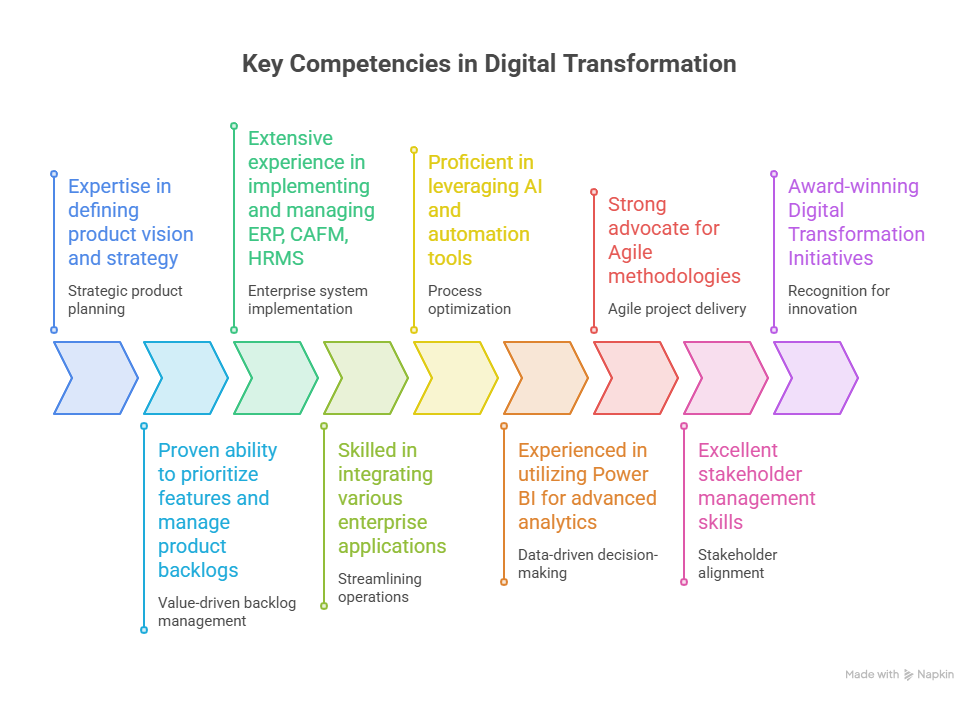 Key Competencies in Digital Transformation
Expertise in
defining
product vision
and strategy
Strategic product
planning
Extensive
experience in
implementing
and managing
ERP, CAFM,
HRMS
Enterprise system
implementation
Proficient in
leveraging AI
and
automation
tools
Process
optimization
Strong
advocate for
Agile
methodologies
Agile project delivery
Award-winning
Digital
Transformation
Initiatives
Recognition for
innovation
Proven ability
to prioritize
features and
manage
product
backlogs
Value-driven backlog
management
Skilled in
integrating
various
enterprise
applications
Streamlining
operations
Experienced in
utilizing Power
BI for advanced
analytics
Data-driven decision-
making
Excellent
stakeholder
management
skills
Stakeholder
alignment
Made with Napkin